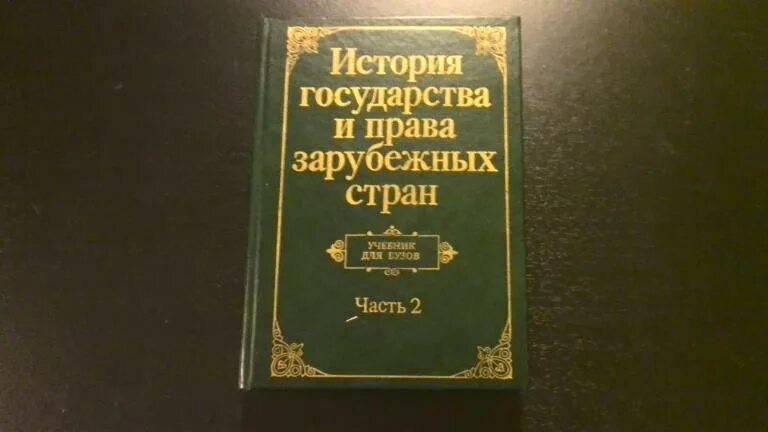 История
государства
и права
зарубежных
стран
УЧЕБНИК
ДЛЯ ВУЗОВ
Часть 2